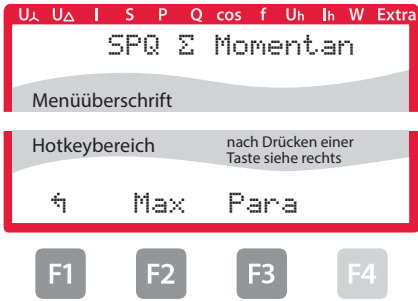 U⅄ U△ I S P Q cos f Uh Ih W Extra
SPQ Σ Momentan
Menüüberschrift
Hotkeybereich
nach Drücken einer
Taste siehe rechts
↰ Max Para
F1 F2 F3 F4